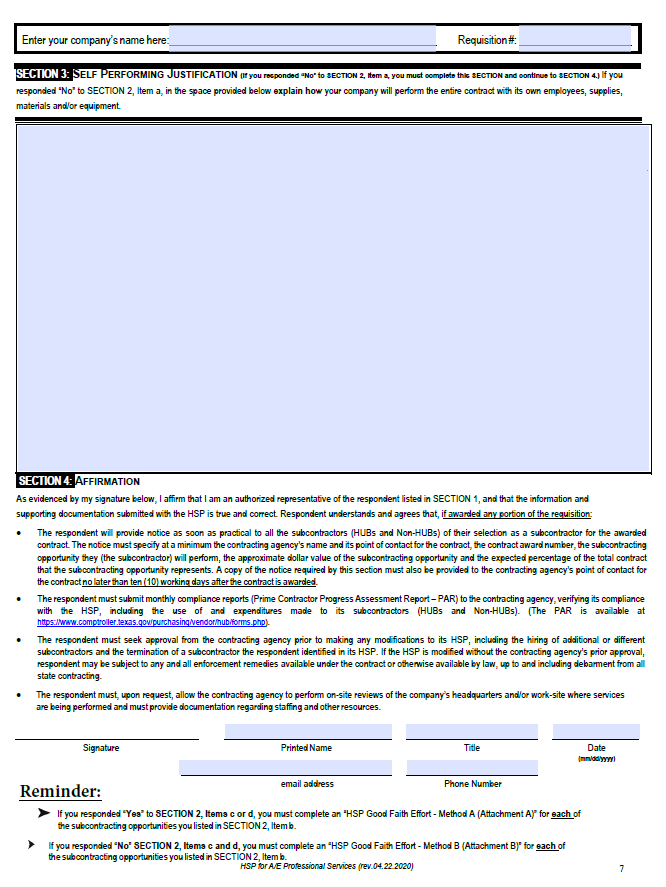 Enter your company's name here: Requisition #:
SECTION 3: SELF PERFORMING JUSTIFICATION (If you responded "No" to SECTION 2, Item a, you must complete this SECTION and continue to SECTION 4.) If you
responded "No" to SECTION 2, Item a, in the space provided below explain how your company will perform the entire contract with its own employees, supplies,
materials and/or equipment.
SECTION 4: AFFIRMATION
As evidenced by my signature below, I affirm that I am an authorized representative of the respondent listed in SECTION 1, and that the information and
supporting documentation submitted with the HSP is true and correct. Respondent understands and agrees that, if awarded any portion of the requisition:
• The respondent will provide notice as soon as practical to all the subcontractors (HUBs and Non-HUBs) of their selection as a subcontractor for the awarded
contract. The notice must specify at a minimum the contracting agency's name and its point of contact for the contract, the contract award number, the subcontracting
opportunity they (the subcontractor) will perform, the approximate dollar value of the subcontracting opportunity and the expected percentage of the total contract
that the subcontracting opportunity represents. A copy of the notice required by this section must also be provided to the contracting agency's point of contact for
the contract no later than ten (10) working days after the contract is awarded.
• The respondent must submit monthly compliance reports (Prime Contractor Progress Assessment Report – PAR) to the contracting agency, verifying its compliance
with the HSP, including the use of and expenditures made to its subcontractors (HUBs and Non-HUBs). (The PAR is available at
https://www.comptroller.texas.gov/purchasing/vendor/hub/forms.php).
• The respondent must seek approval from the contracting agency prior to making any modifications to its HSP, including the hiring of additional or different
subcontractors and the termination of a subcontractor the respondent identified in its HSP. If the HSP is modified without the contracting agency's prior approval,
respondent may be subject to any and all enforcement remedies available under the contract or otherwise available by law, up to and including debarment from all
state contracting.
• The respondent must, upon request, allow the contracting agency to perform on-site reviews of the company's headquarters and/or work-site where services
are being performed and must provide documentation regarding staffing and other resources.
Signature Printed Name Title Date
(mm/dd/yyyy)
email address Phone Number
Reminder:
➤ If you responded "Yes" to SECTION 2, Items c or d, you must complete an "HSP Good Faith Effort - Method A (Attachment A)" for each of
the subcontracting opportunities you listed in SECTION 2, Item b.
➤ If you responded "No" SECTION 2, Items c and d, you must complete an "HSP Good Faith Effort - Method B (Attachment B)" for each of
the subcontracting opportunities you listed in SECTION 2, Item b.
HSP for A/E Professional Services (rev.04.22.2020)
7